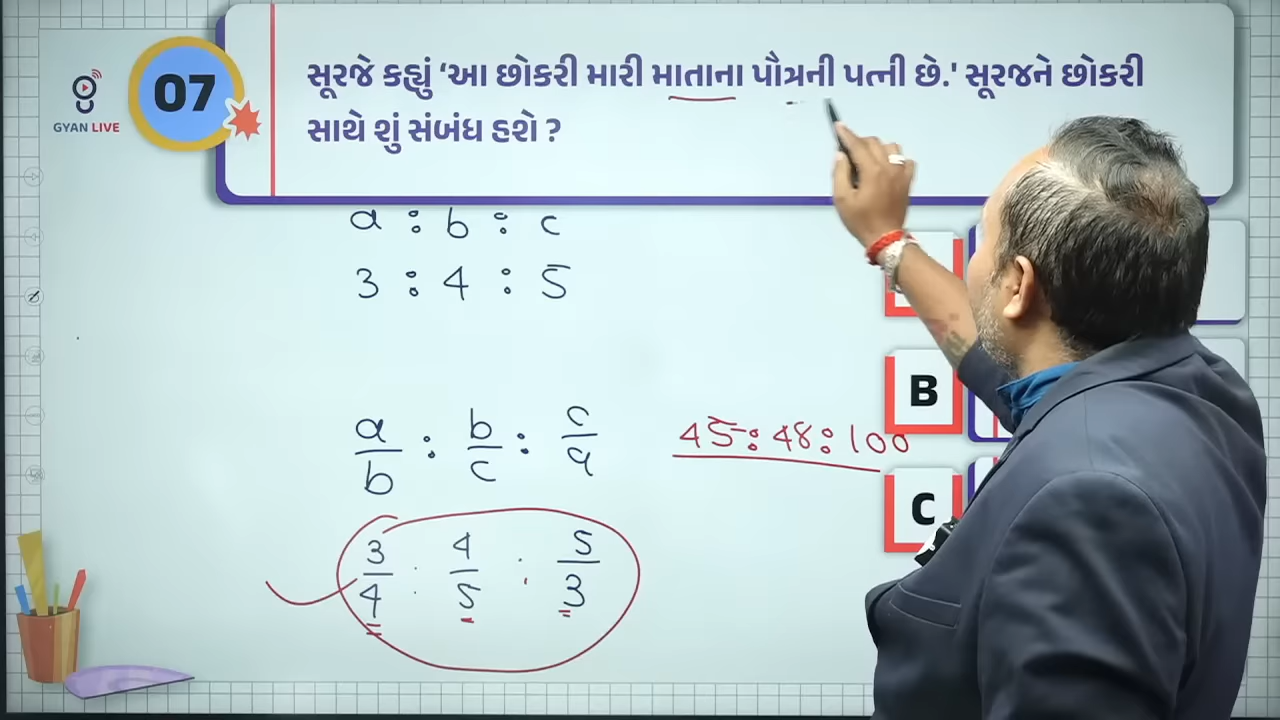 GYAN LIVE
07
સૂરજે કહ્યું ‘આ છોકરી મારી માતાના પૌત્રની પત્ની છે.' સૂરજને છોકરી
સાથે શું સંબંધ હશે ?
a : b : c
3 : 4 : 5
a/b : b/c : c/a
45 : 48 : 100
3/4 : 4/5 : 5/3
B
C